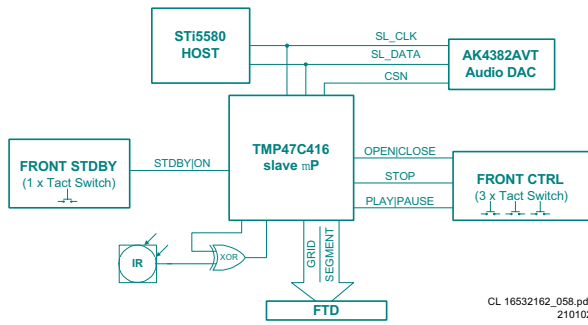 STi5580
HOST
SL_CLK
SL_DATA
CSN
AK4382AVT
Audio DAC
TMP47C416
slave mP
FRONT STDBY
(1 x Tact Switch)
STDBY|ON
OPEN|CLOSE
STOP
PLAY|PAUSE
FRONT CTRL
(3 x Tact Switch)
IR
XOR
GRID
SEGMENT
FTD
CL 16532162_058.pd
210102